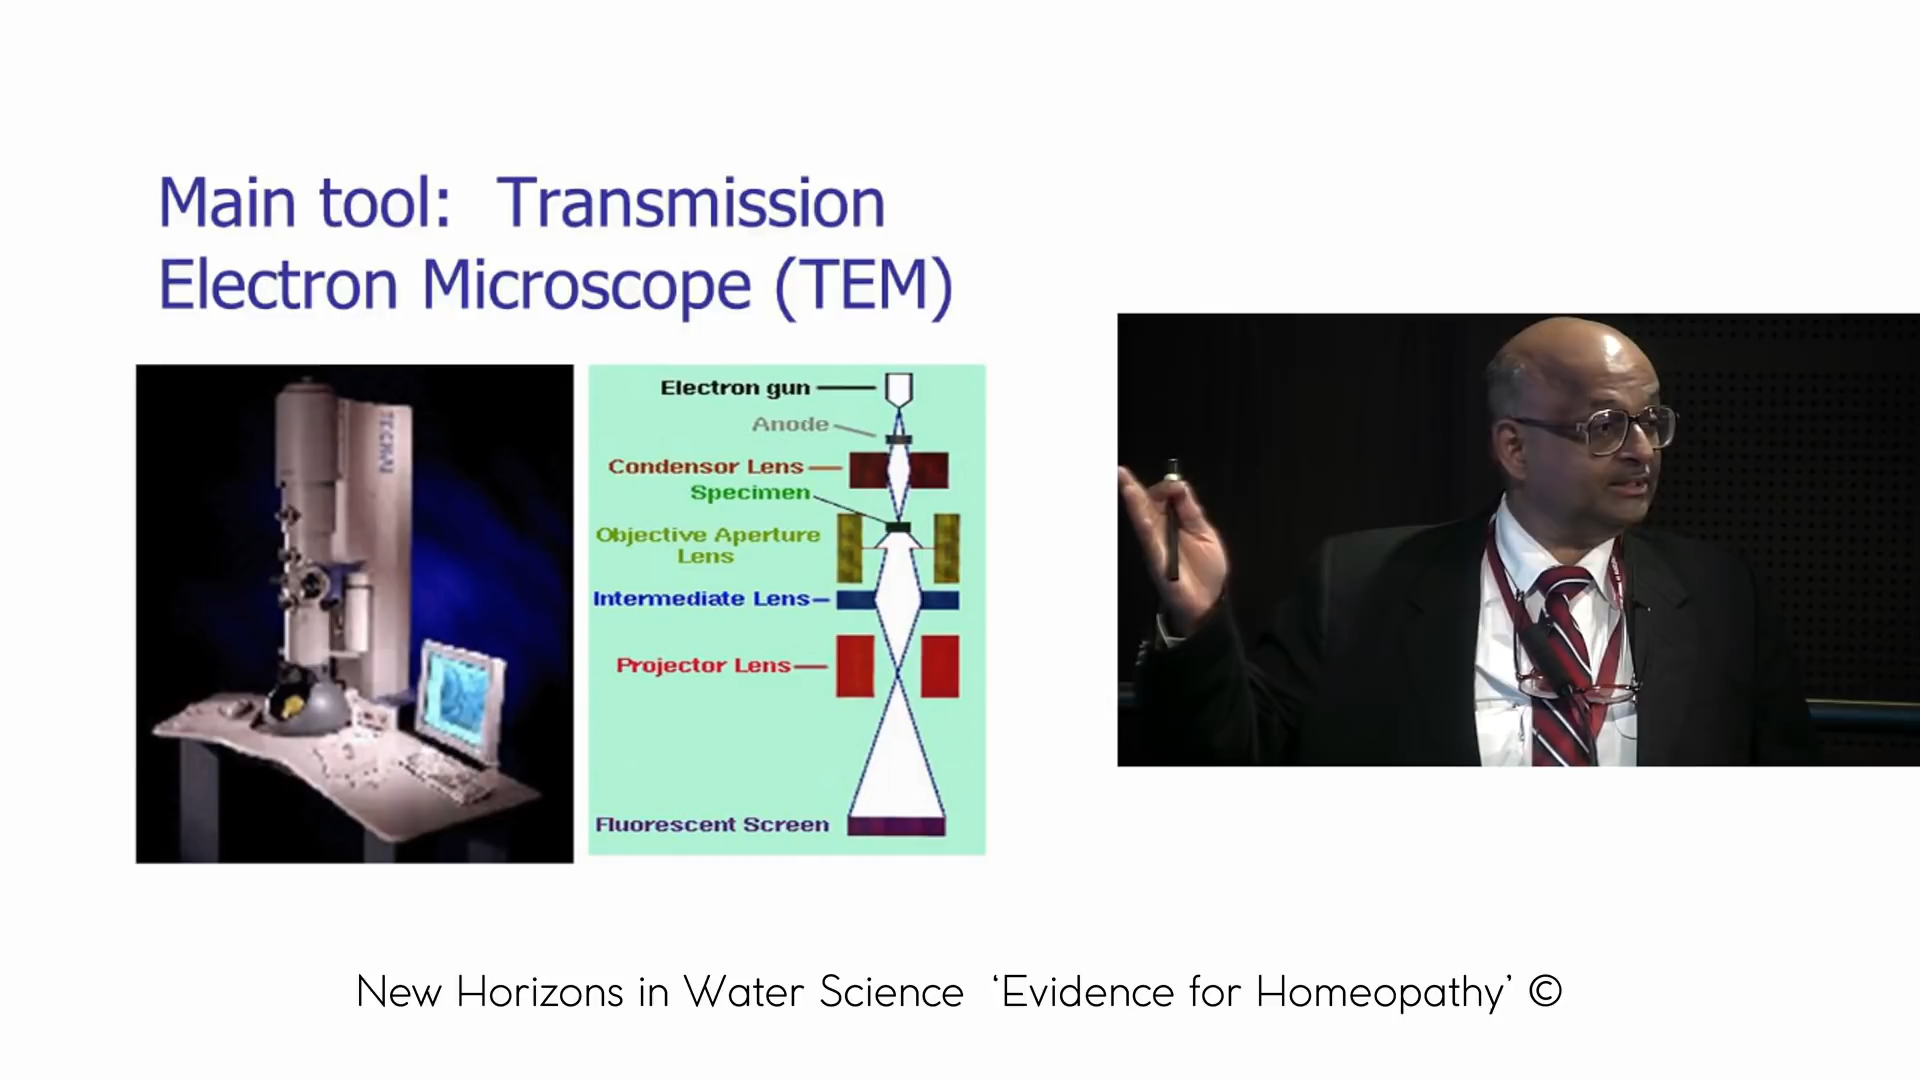 Main tool: Transmission
Electron Microscope (TEM)
TECNAI
Electron gun
Anode
Condensor Lens
Specimen
Objective Aperture
Lens
Intermediate Lens
Projector Lens
Fluorescent Screen
New Horizons in Water Science ‘Evidence for Homeopathy’ ©